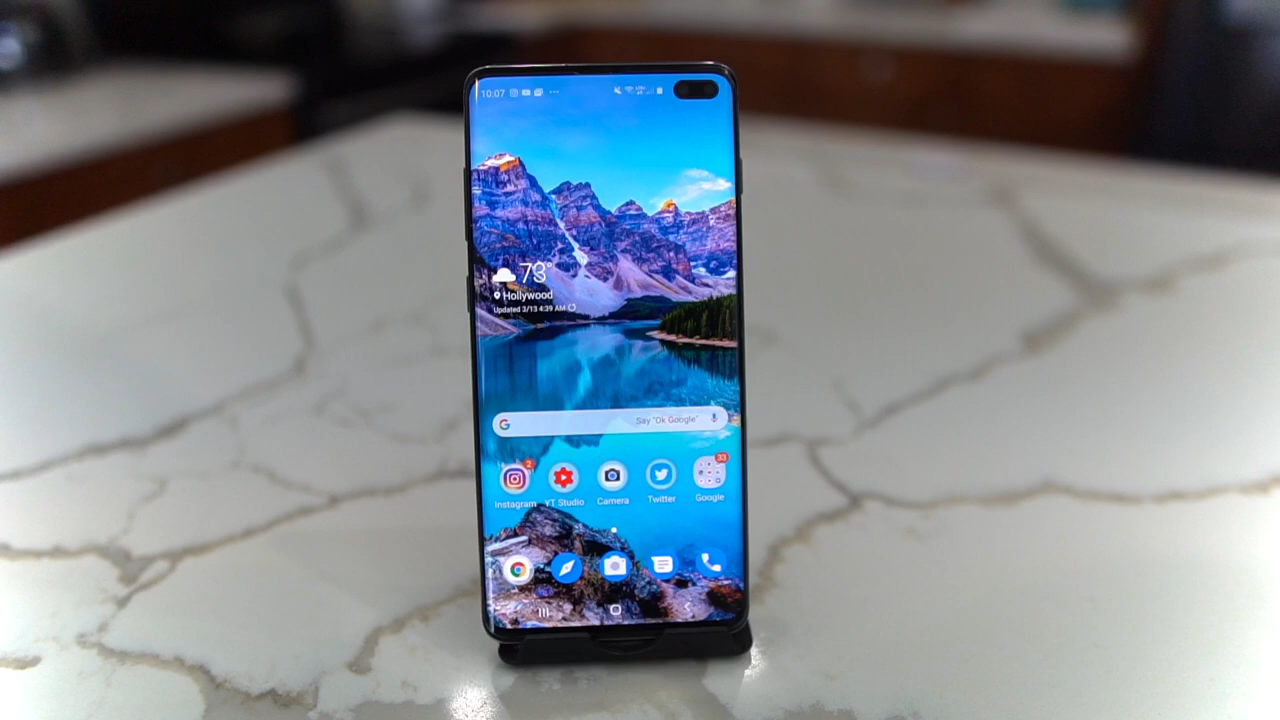 10:07
73°
Hollywood
Updated 3/13 4:39 AM
Say "Ok Google"
2
33
Instagram
YT Studio
Camera
Twitter
Google